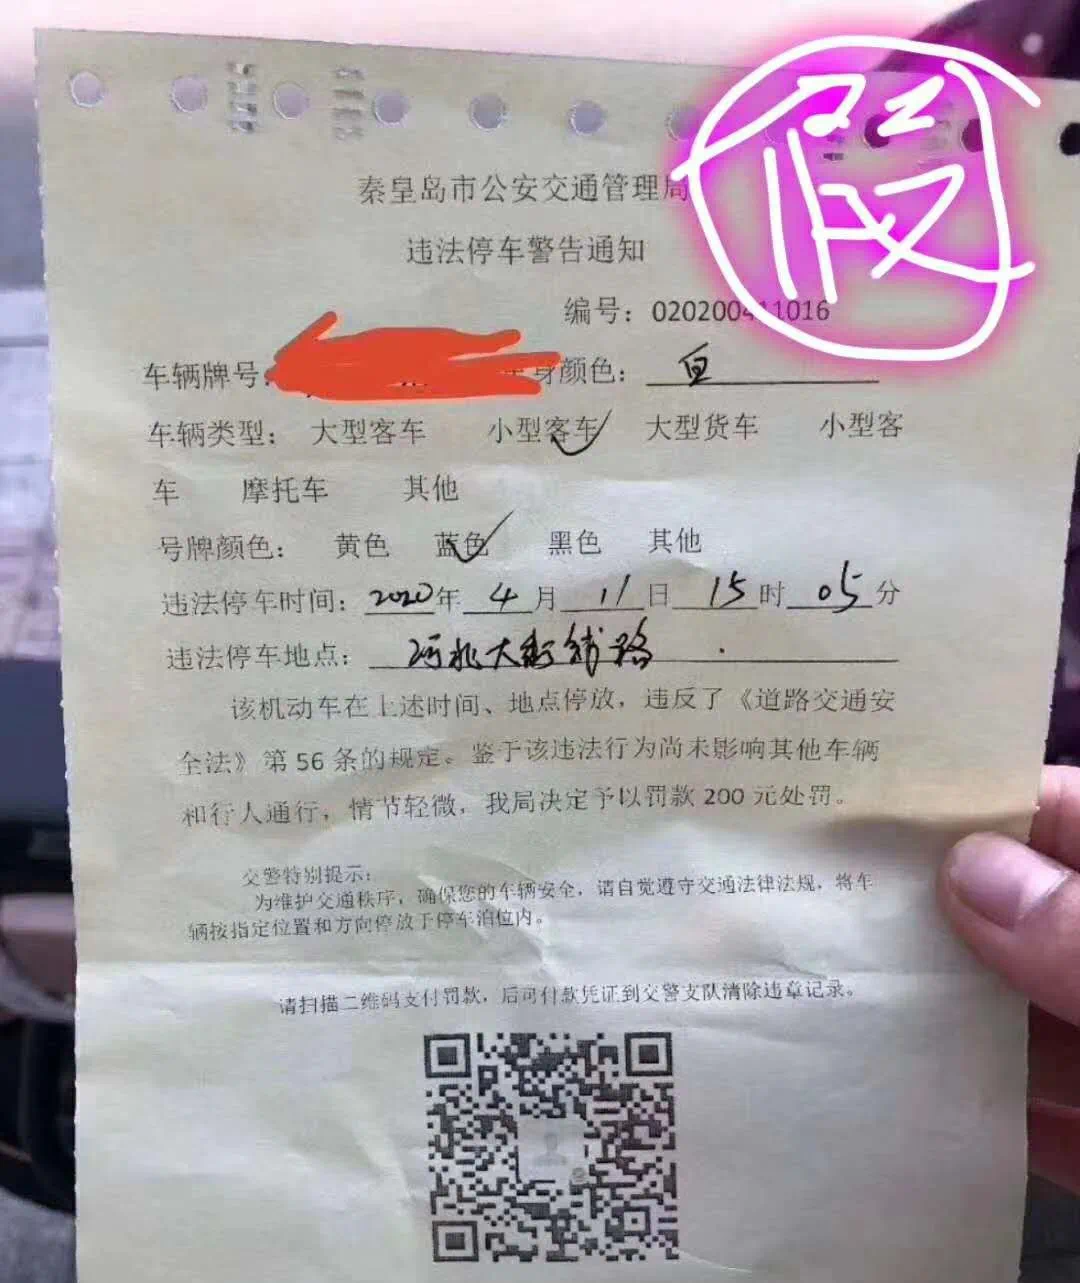 假
秦皇岛市公安交通管理局
违法停车警告通知
编号：020200411016
车辆牌号： 身颜色：白
车辆类型： 大型客车 小型客车 大型货车 小型客
车 摩托车 其他
号牌颜色： 黄色 蓝色 黑色 其他
违法停车时间：2020年 4 月 11 日 15 时 05 分
违法停车地点： 河北大街辅路
该机动车在上述时间、地点停放，违反了《道路交通安
全法》第 56 条的规定。鉴于该违法行为尚未影响其他车辆
和行人通行，情节轻微，我局决定予以罚款 200 元处罚。
交警特别提示：
为维护交通秩序，确保您的车辆安全，请自觉遵守交通法律法规，将车
辆按指定位置和方向停放于停车泊位内。
请扫描二维码支付罚款，后可付款凭证到交警支队清除违章记录。